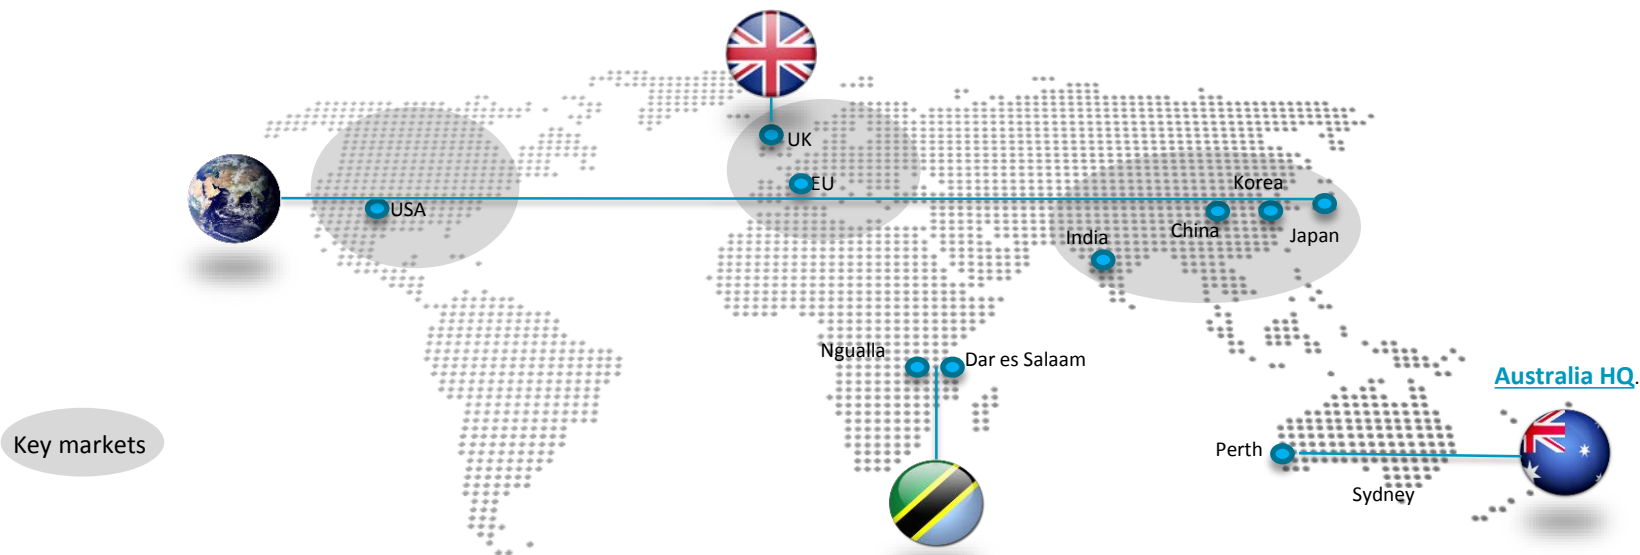 UK
EU
USA
Korea
China
Japan
India
Ngualla
Dar es Salaam
Australia HQ.
Key markets
Perth
Sydney